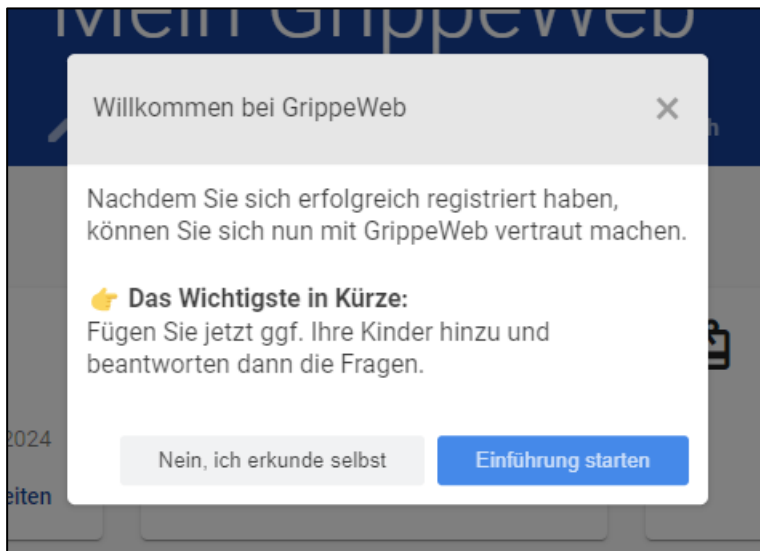 Mein GrippeWeb
Willkommen bei GrippeWeb
Nachdem Sie sich erfolgreich registriert haben,
können Sie sich nun mit GrippeWeb vertraut machen.
👉 Das Wichtigste in Kürze:
Fügen Sie jetzt ggf. Ihre Kinder hinzu und
beantworten dann die Fragen.
2024
Nein, ich erkunde selbst
Einführung starten
eiten